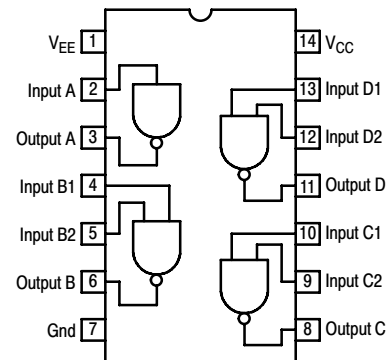 VEE 1 14 VCC
Input A 2 13 Input D1
Output A 3 12 Input D2
Input B1 4 11 Output D
Input B2 5 10 Input C1
Output B 6 9 Input C2
Gnd 7 8 Output C